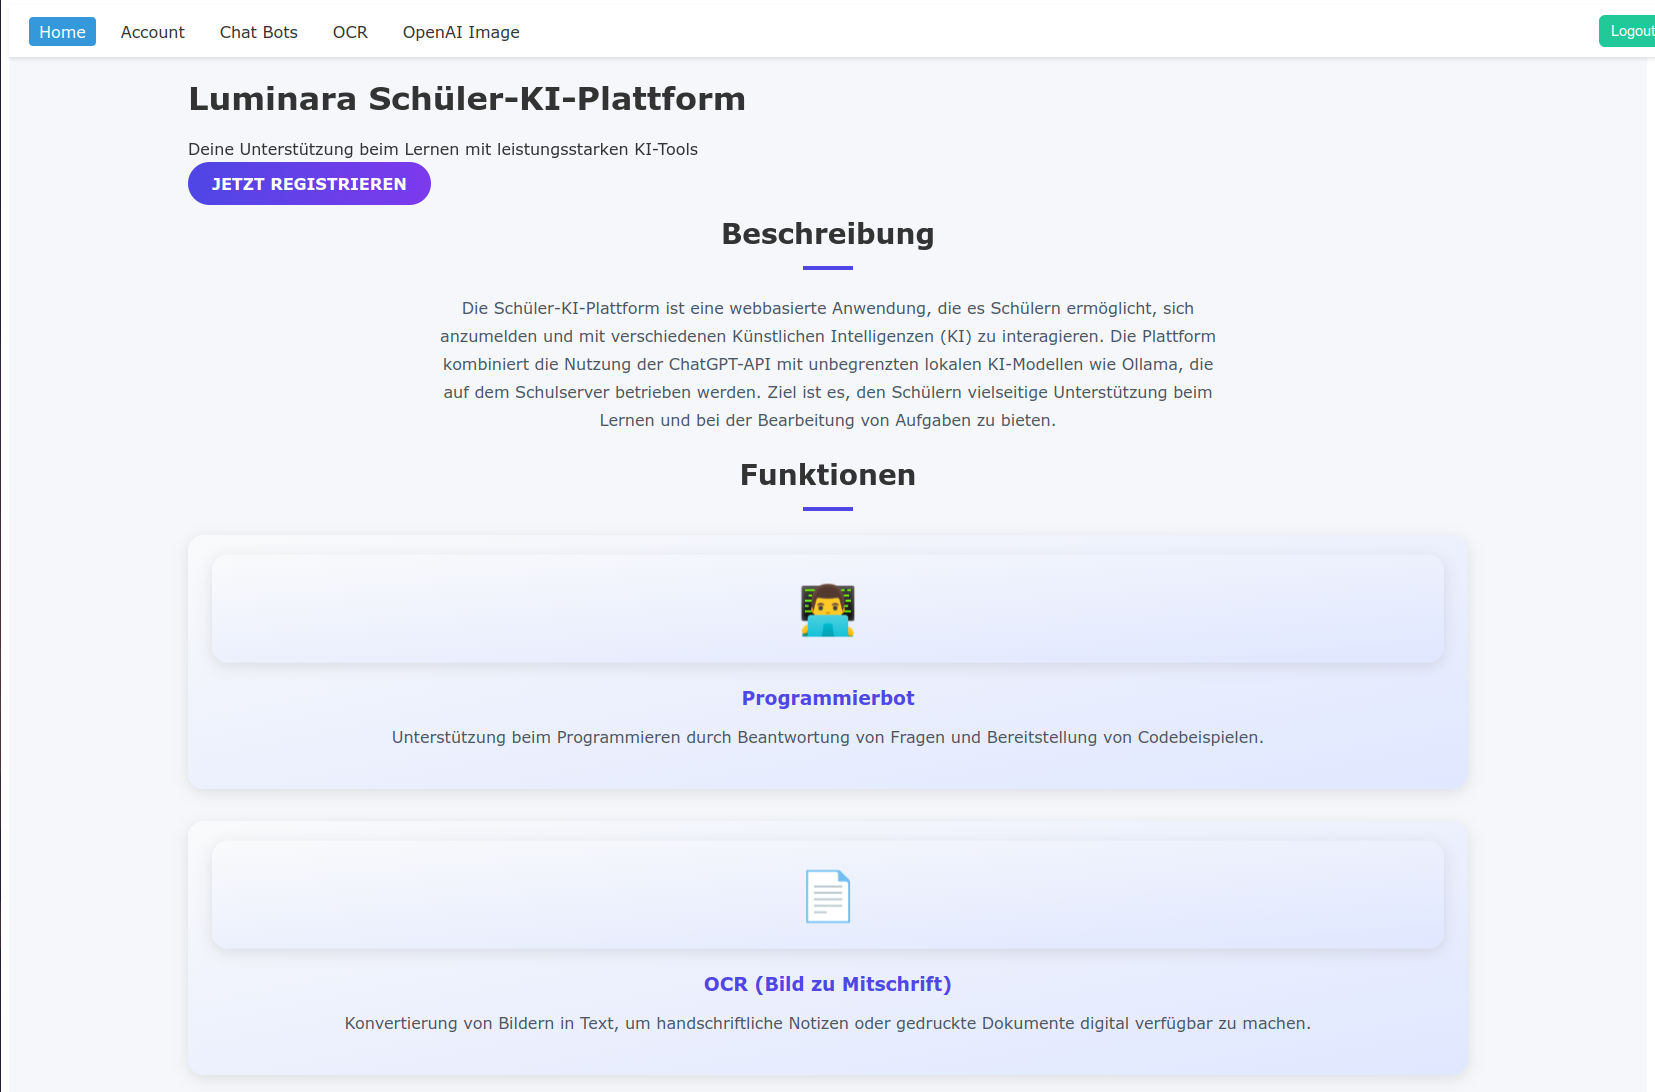 Home Account Chat Bots OCR OpenAI Image Logout
Luminara Schüler-KI-Plattform
Deine Unterstützung beim Lernen mit leistungsstarken KI-Tools
JETZT REGISTRIEREN
Beschreibung
Die Schüler-KI-Plattform ist eine webbasierte Anwendung, die es Schülern ermöglicht, sich
anzumelden und mit verschiedenen Künstlichen Intelligenzen (KI) zu interagieren. Die Plattform
kombiniert die Nutzung der ChatGPT-API mit unbegrenzten lokalen KI-Modellen wie Ollama, die
auf dem Schulserver betrieben werden. Ziel ist es, den Schülern vielseitige Unterstützung beim
Lernen und bei der Bearbeitung von Aufgaben zu bieten.
Funktionen
Programmierbot
Unterstützung beim Programmieren durch Beantwortung von Fragen und Bereitstellung von Codebeispielen.
OCR (Bild zu Mitschrift)
Konvertierung von Bildern in Text, um handschriftliche Notizen oder gedruckte Dokumente digital verfügbar zu machen.